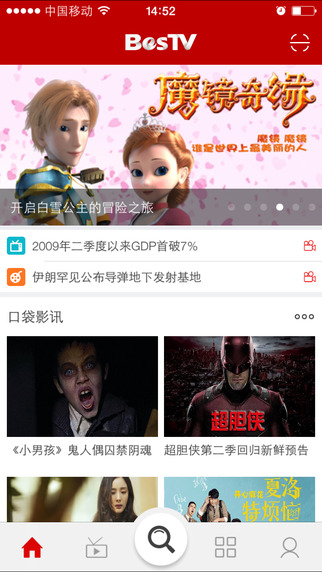 中国移动
14:52
BesTV
魔镜奇缘
魔镜 魔镜
谁是世界上最美丽的人
开启白雪公主的冒险之旅
2009年二季度以来GDP首破7%
伊朗罕见公布导弹地下发射基地
口袋影讯
超胆侠
《小男孩》鬼人偶囚禁阴魂
超胆侠第二季回归新鲜预告
开心就在
夏洛
特烦恼